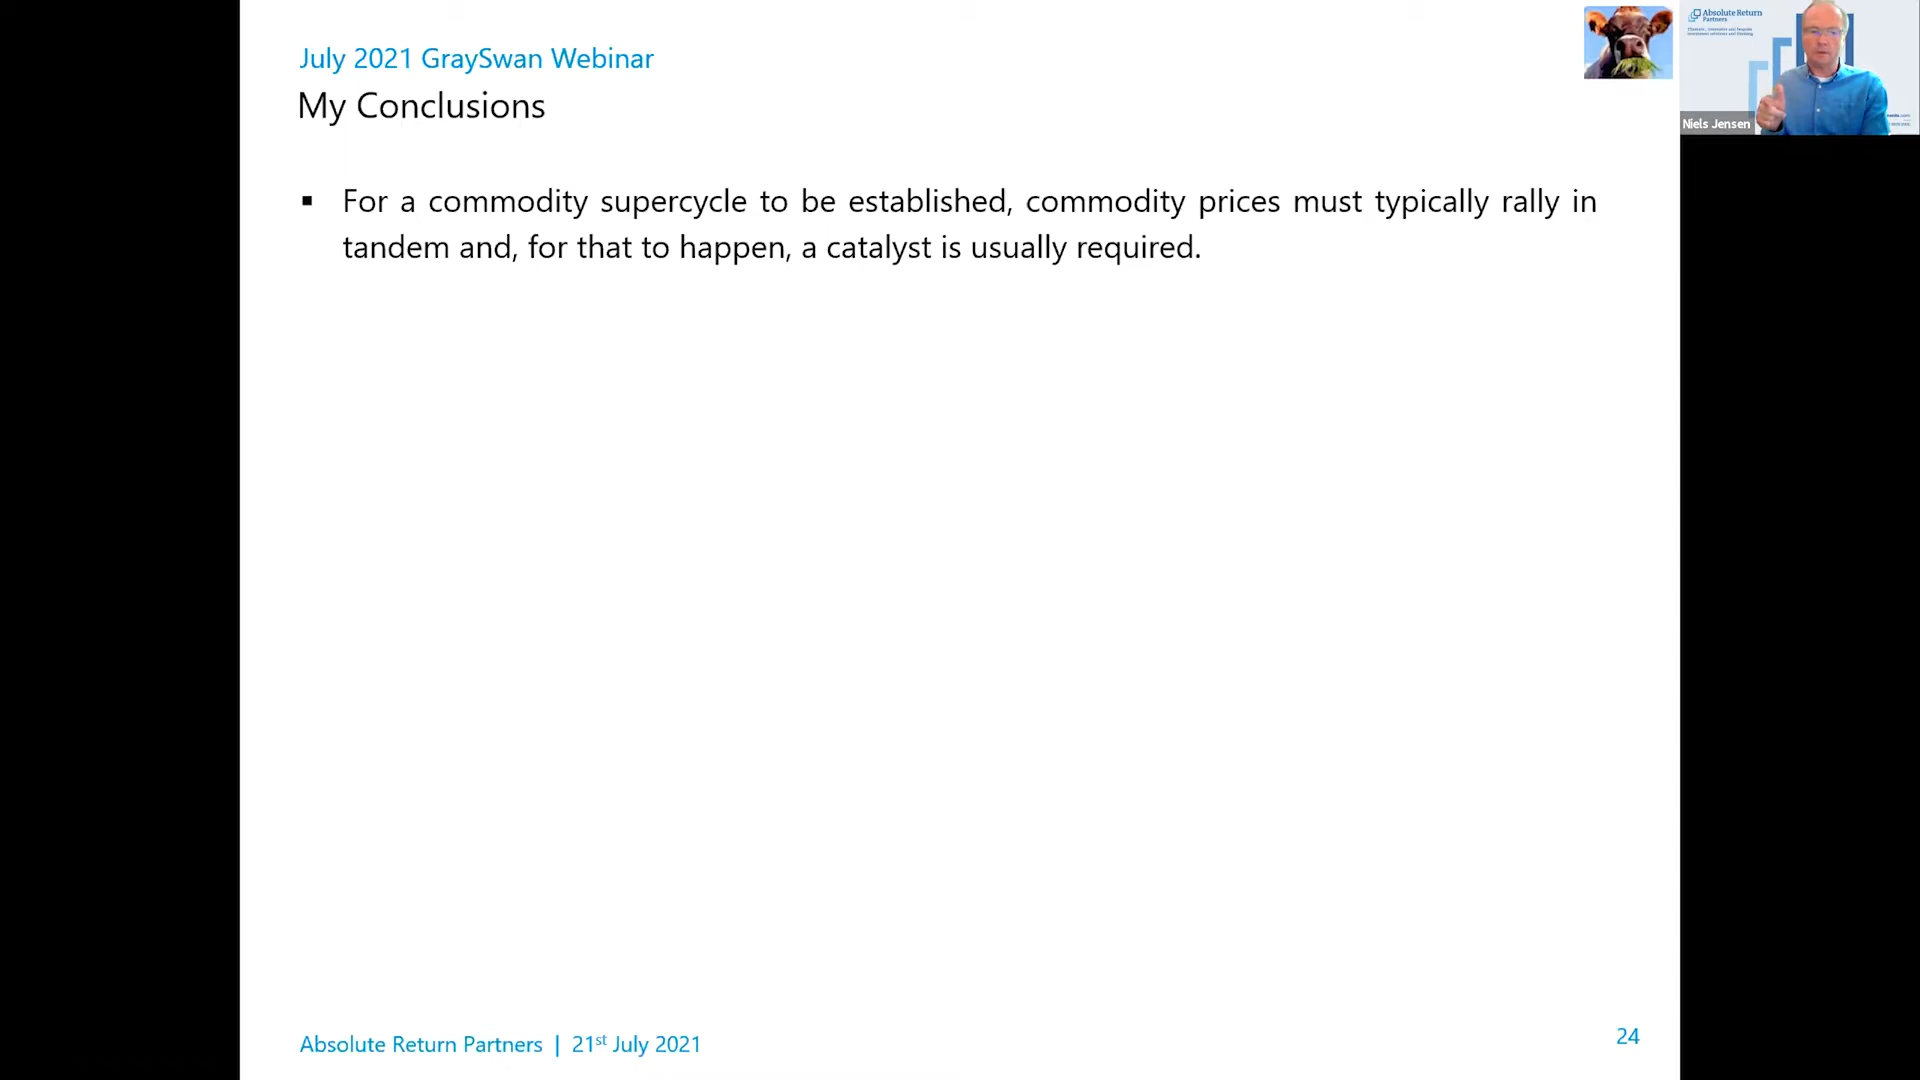 July 2021 GraySwan Webinar
My Conclusions
▪ For a commodity supercycle to be established, commodity prices must typically rally in
tandem and, for that to happen, a catalyst is usually required.
Absolute Return Partners | 21st July 2021
24
Absolute Return
Partners
Niels Jensen